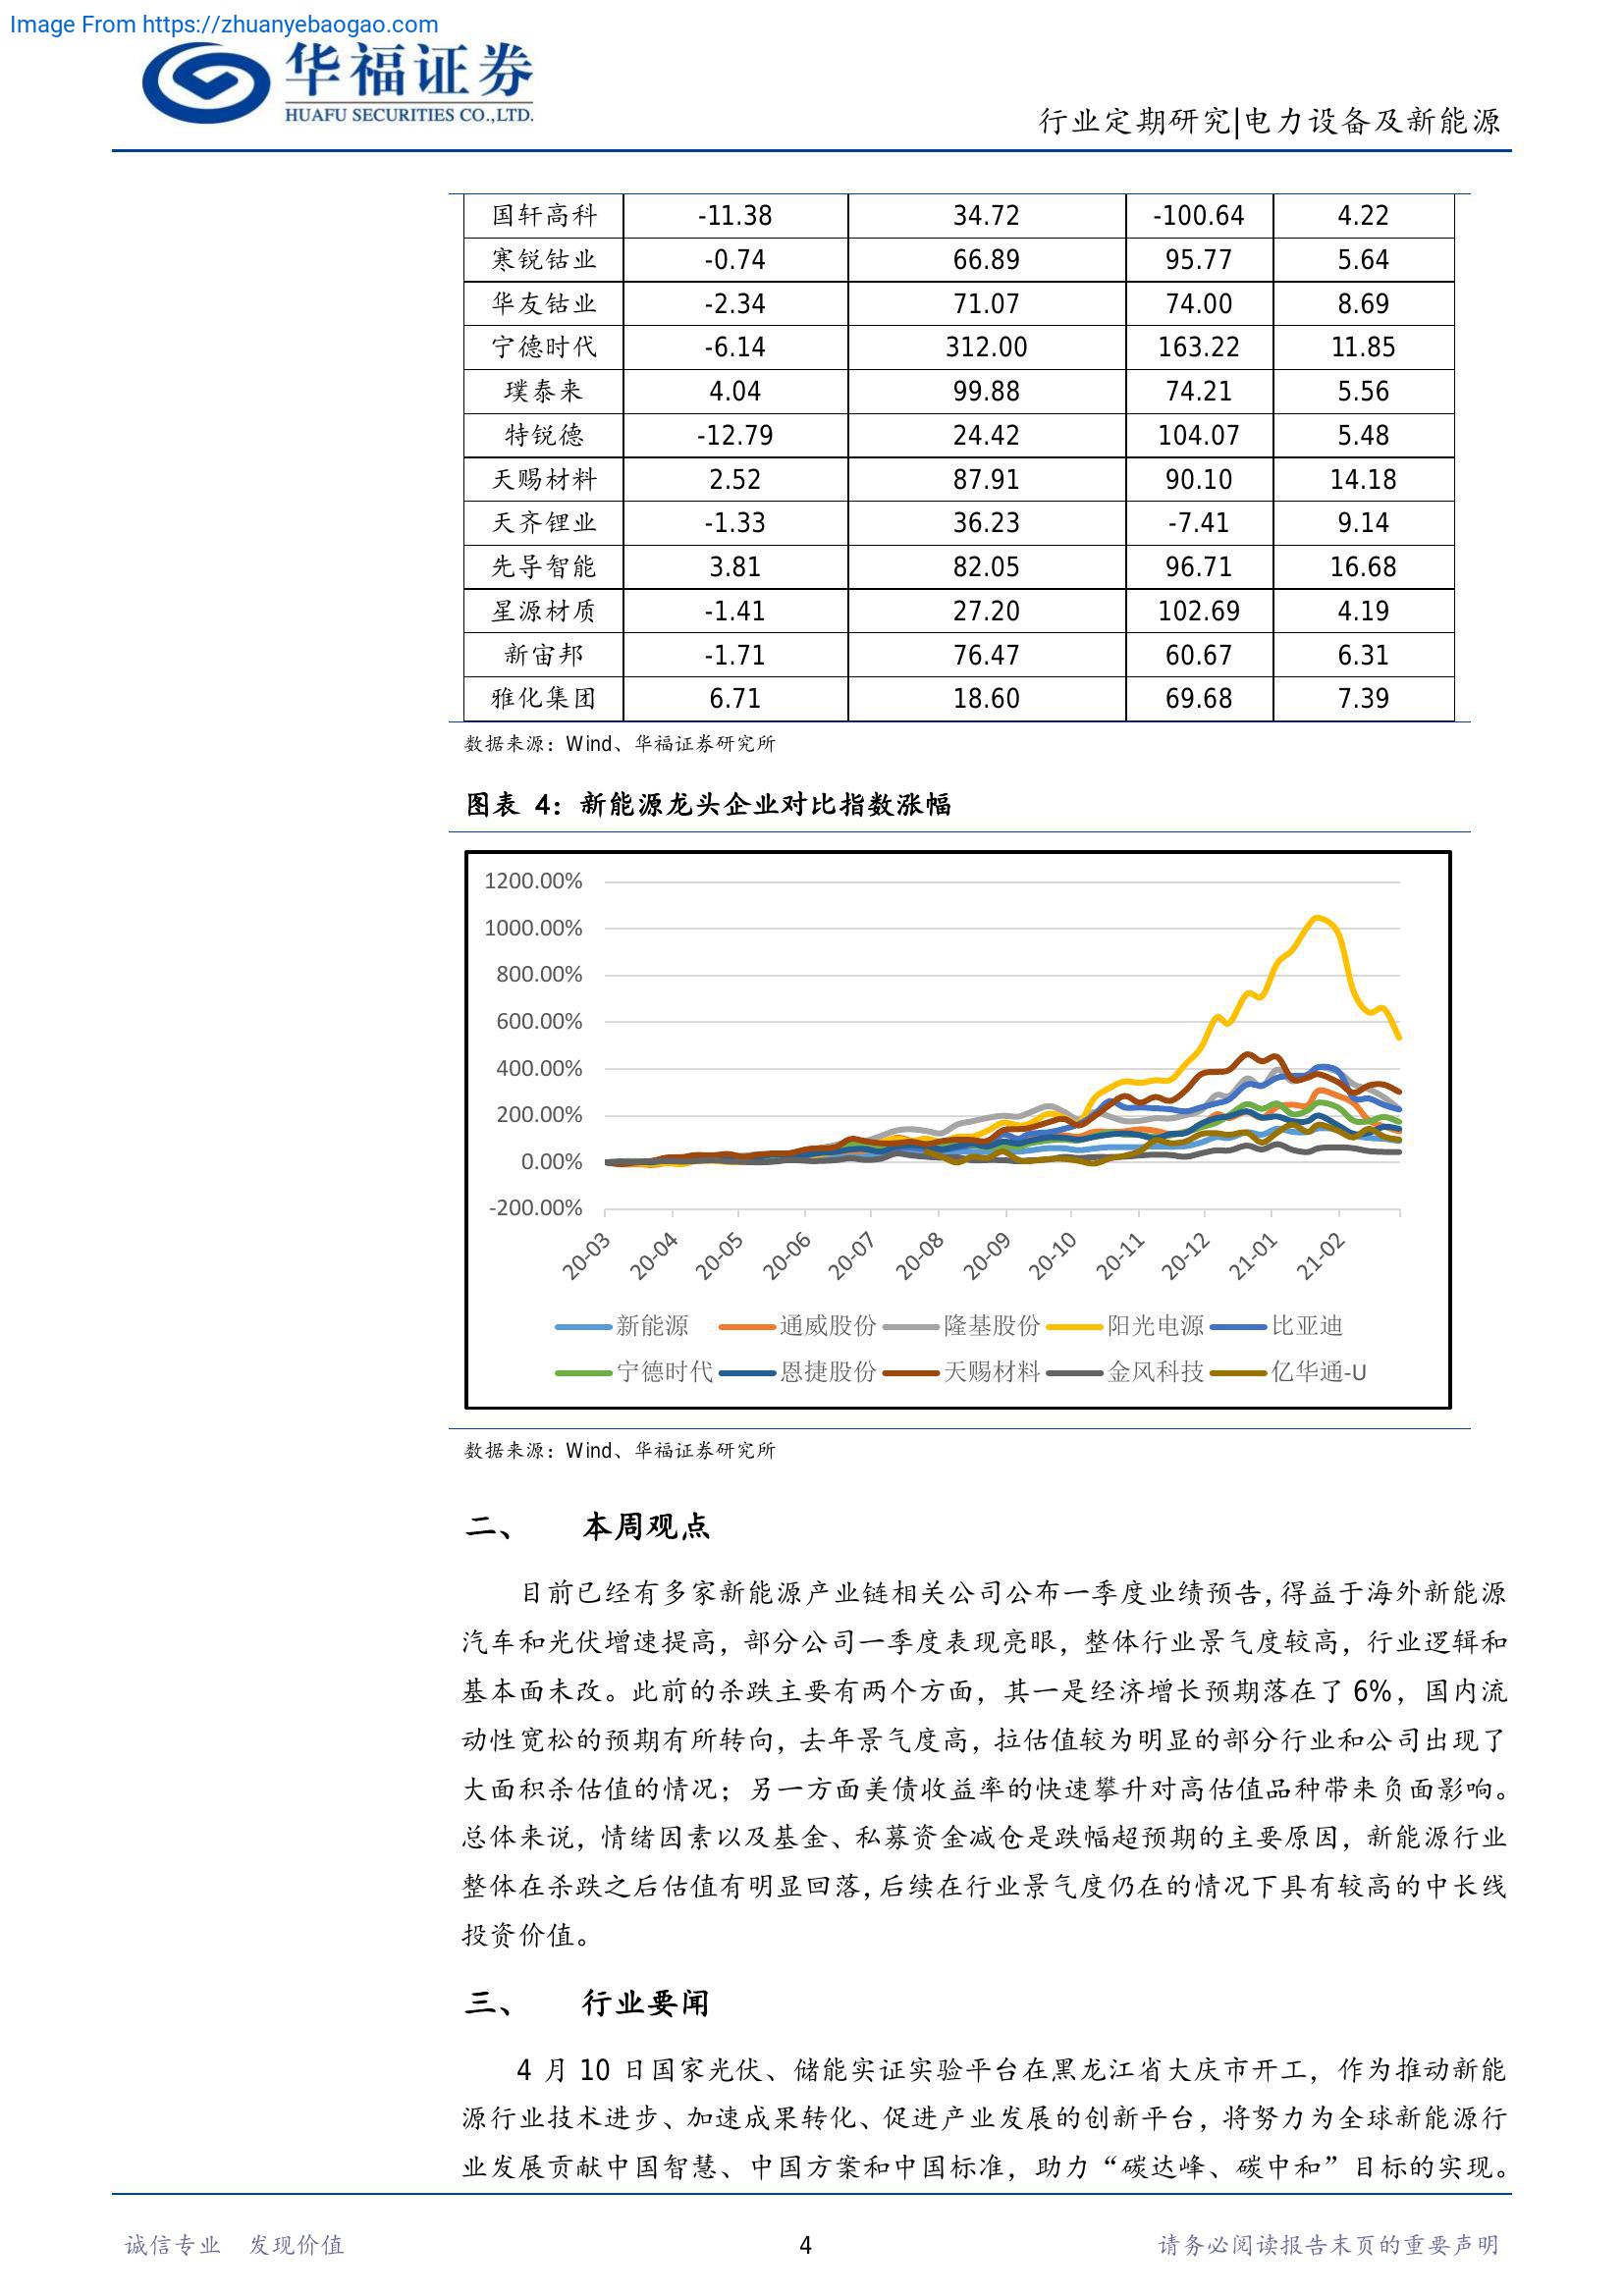 Image From https://zhuanyebaogao.com
华福证券
HUAFU SECURITIES CO.,LTD.
行业定期研究|电力设备及新能源
国轩高科 -11.38 34.72 -100.64 4.22
寒锐钴业 -0.74 66.89 95.77 5.64
华友钴业 -2.34 71.07 74.00 8.69
宁德时代 -6.14 312.00 163.22 11.85
璞泰来 4.04 99.88 74.21 5.56
特锐德 -12.79 24.42 104.07 5.48
天赐材料 2.52 87.91 90.10 14.18
天齐锂业 -1.33 36.23 -7.41 9.14
先导智能 3.81 82.05 96.71 16.68
星源材质 -1.41 27.20 102.69 4.19
新宙邦 -1.71 76.47 60.67 6.31
雅化集团 6.71 18.60 69.68 7.39
数据来源：Wind、华福证券研究所
图表 4：新能源龙头企业对比指数涨幅
1200.00%
1000.00%
800.00%
600.00%
400.00%
200.00%
0.00%
-200.00%
20-03 20-04 20-05 20-06 20-07 20-08 20-09 20-10 20-11 20-12 21-01 21-02
新能源 通威股份 隆基股份 阳光电源 比亚迪
宁德时代 恩捷股份 天赐材料 金风科技 亿华通-U
数据来源：Wind、华福证券研究所
二、 本周观点
目前已经有多家新能源产业链相关公司公布一季度业绩预告，得益于海外新能源
汽车和光伏增速提高，部分公司一季度表现亮眼，整体行业景气度较高，行业逻辑和
基本面未改。此前的杀跌主要有两个方面，其一是经济增长预期落在了 6%，国内流
动性宽松的预期有所转向，去年景气度高，拉估值较为明显的部分行业和公司出现了
大面积杀估值的情况；另一方面美债收益率的快速攀升对高估值品种带来负面影响。
总体来说，情绪因素以及基金、私募资金减仓是跌幅超预期的主要原因，新能源行业
整体在杀跌之后估值有明显回落，后续在行业景气度仍在的情况下具有较高的中长线
投资价值。
三、 行业要闻
4 月 10 日国家光伏、储能实证实验平台在黑龙江省大庆市开工，作为推动新能
源行业技术进步、加速成果转化、促进产业发展的创新平台，将努力为全球新能源行
业发展贡献中国智慧、中国方案和中国标准，助力“碳达峰、碳中和”目标的实现。
诚信专业 发现价值 4 请务必阅读报告末页的重要声明